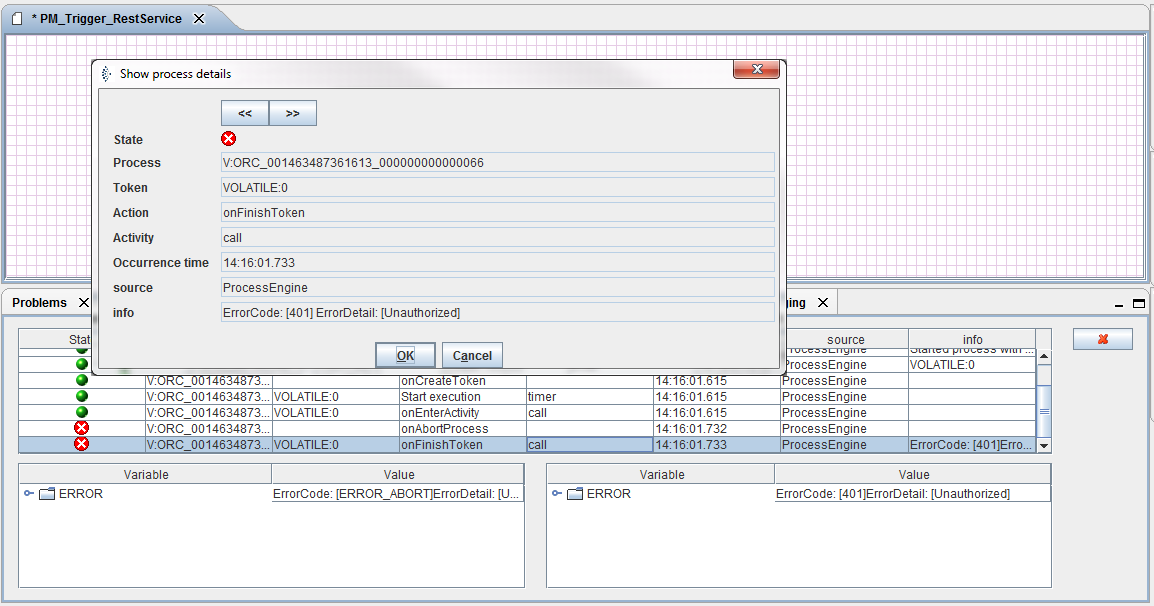 * PM_Trigger_RestService
Show process details
<< >>
State
Process V:ORC_001463487361613_000000000000066
Token VOLATILE:0
Action onFinishToken
Activity call
Occurrence time 14:16:01.733
source ProcessEngine
info ErrorCode: [401] ErrorDetail: [Unauthorized]
OK Cancel
Problems
source info
ProcessEngine Started process with ...
ProcessEngine VOLATILE:0
V:ORC_0014634873... onCreateToken 14:16:01.615 ProcessEngine
V:ORC_0014634873... VOLATILE:0 Start execution timer 14:16:01.615 ProcessEngine
V:ORC_0014634873... VOLATILE:0 onEnterActivity call 14:16:01.615 ProcessEngine
V:ORC_0014634873... onAbortProcess 14:16:01.732 ProcessEngine
V:ORC_0014634873... VOLATILE:0 onFinishToken call 14:16:01.733 ProcessEngine ErrorCode: [401]Erro...
Variable Value Variable Value
ERROR ErrorCode: [ERROR_ABORT]ErrorDetail: [U... ERROR ErrorCode: [401]ErrorDetail: [Unauthorized]